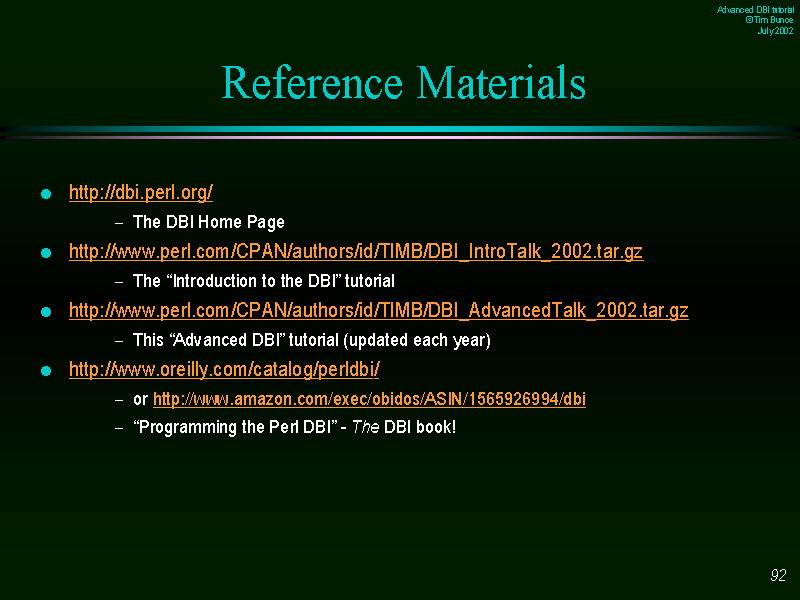 Advanced DBI tutorial
©Tim Bunce
July 2002
Reference Materials
http://dbi.perl.org/
– The DBI Home Page
http://www.perl.com/CPAN/authors/id/TIMB/DBI_IntroTalk_2002.tar.gz
– The “Introduction to the DBI” tutorial
http://www.perl.com/CPAN/authors/id/TIMB/DBI_AdvancedTalk_2002.tar.gz
– This “Advanced DBI” tutorial (updated each year)
http://www.oreilly.com/catalog/perldbi/
– or http://www.amazon.com/exec/obidos/ASIN/1565926994/dbi
– “Programming the Perl DBI” - The DBI book!
92